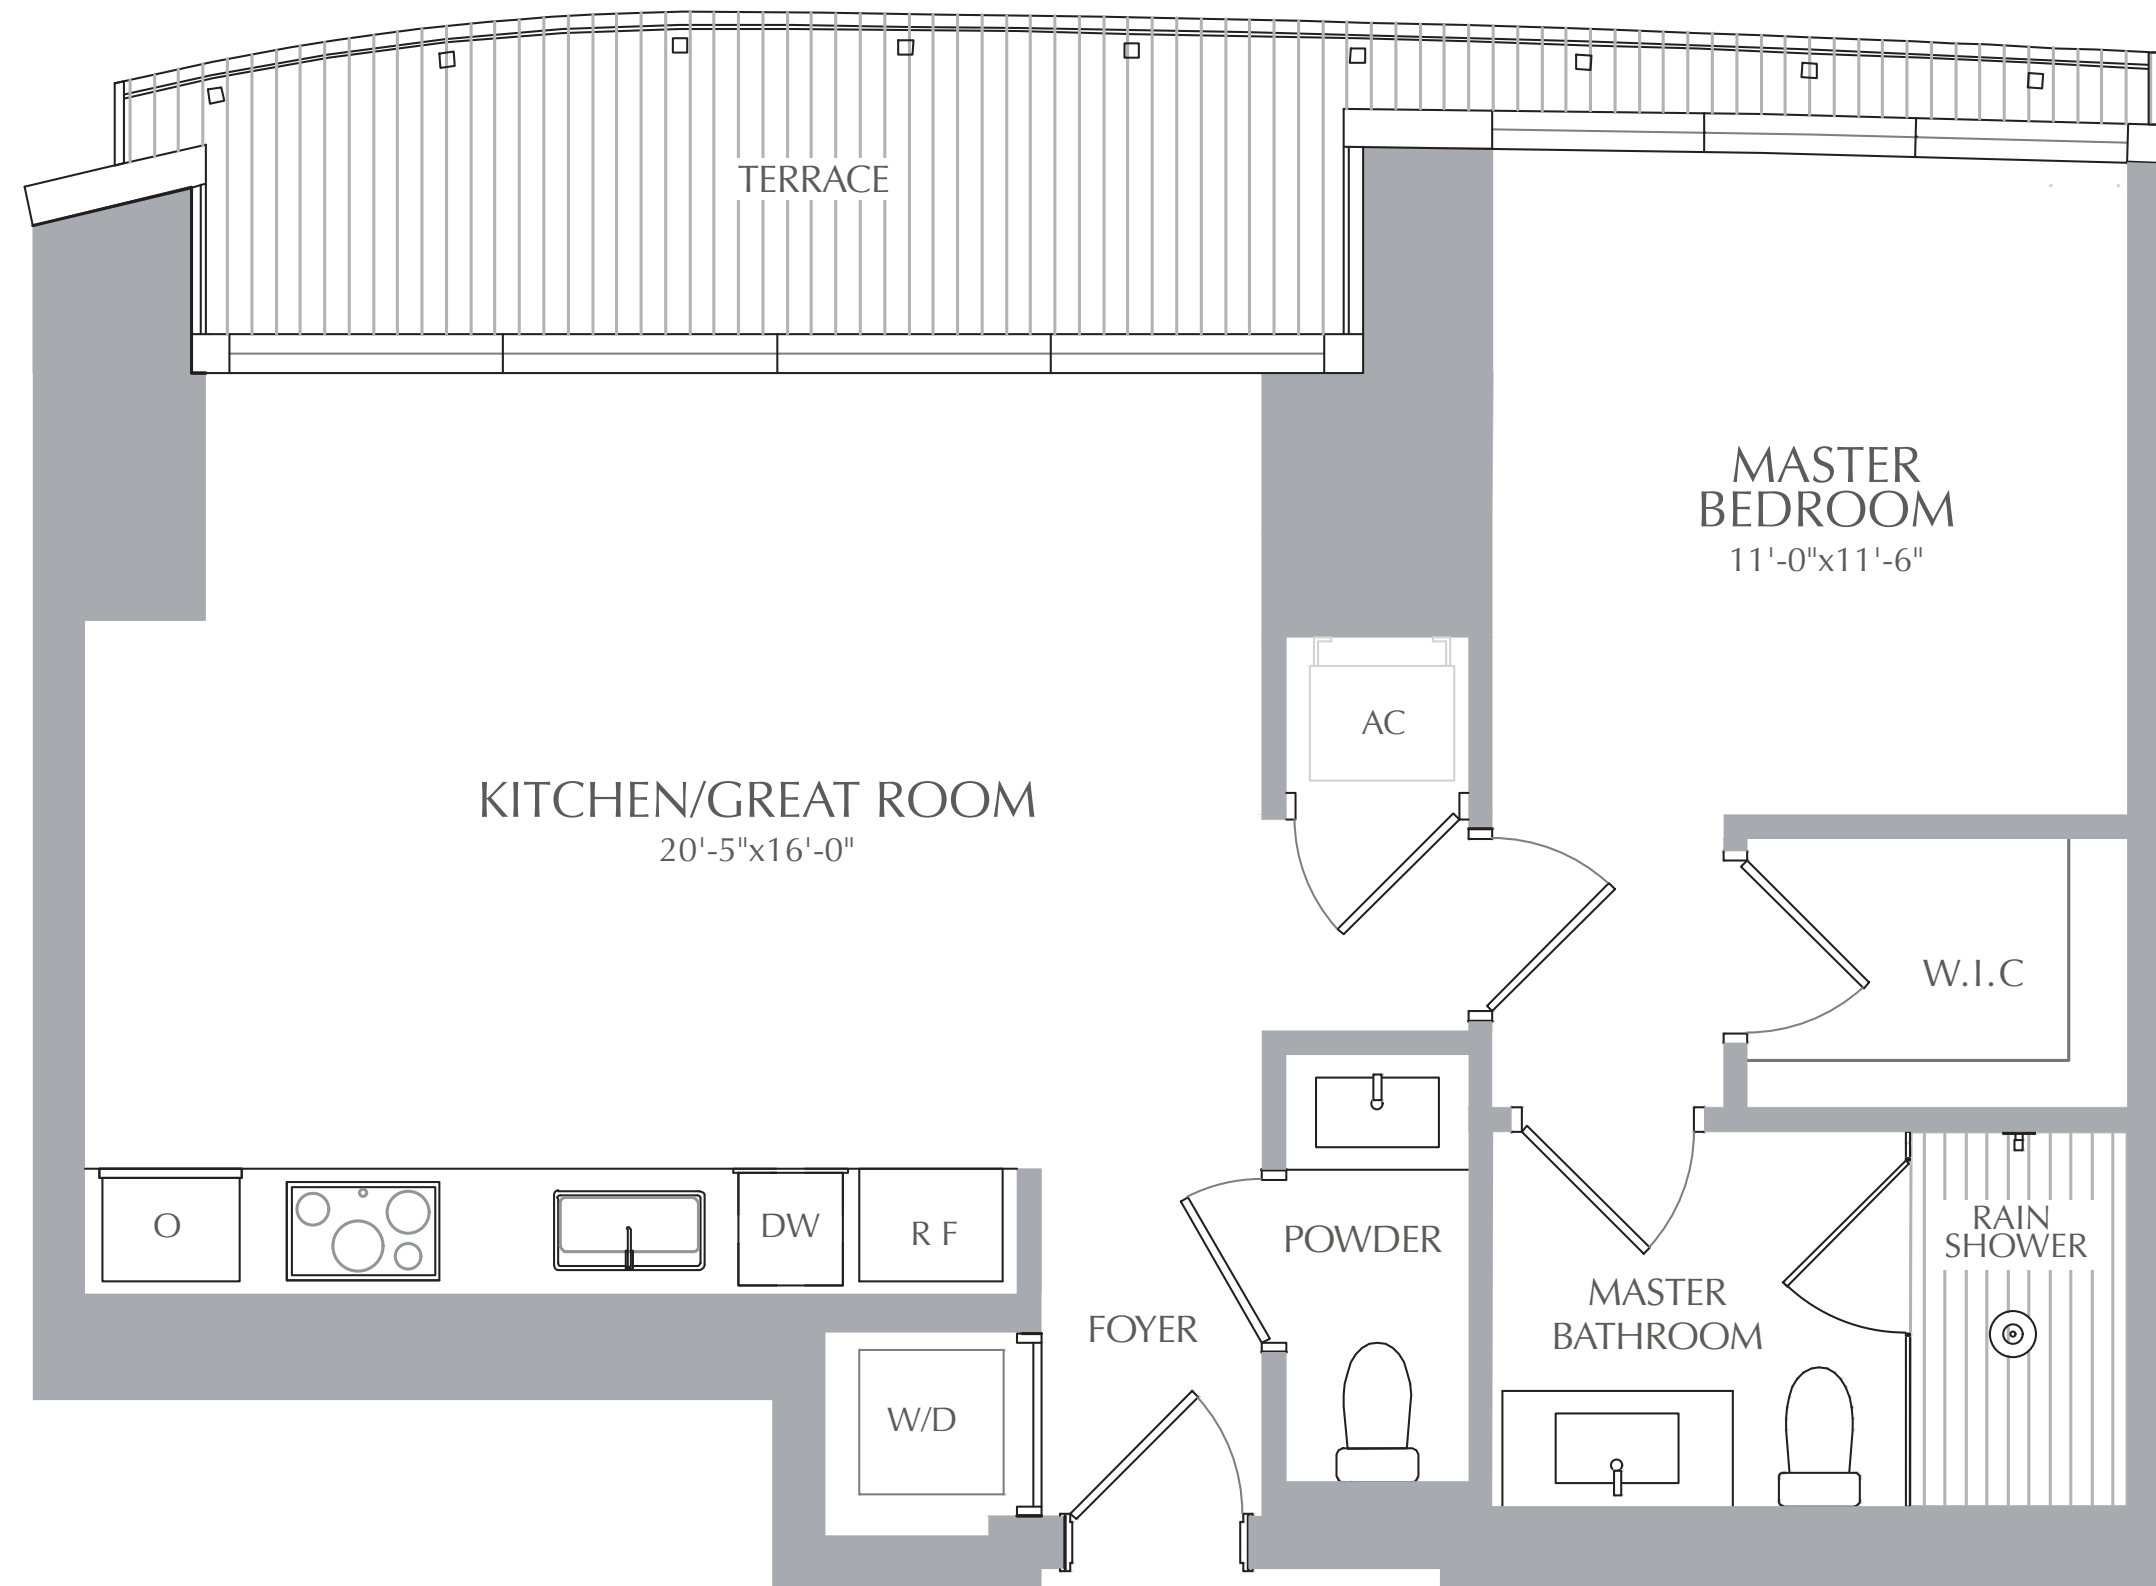 TERRACE
MASTER
BEDROOM
11'-0"x11'-6"
AC
KITCHEN/GREAT ROOM
20'-5"x16'-0"
W.I.C
O
DW
R F
POWDER
RAIN
SHOWER
FOYER
MASTER
BATHROOM
W/D